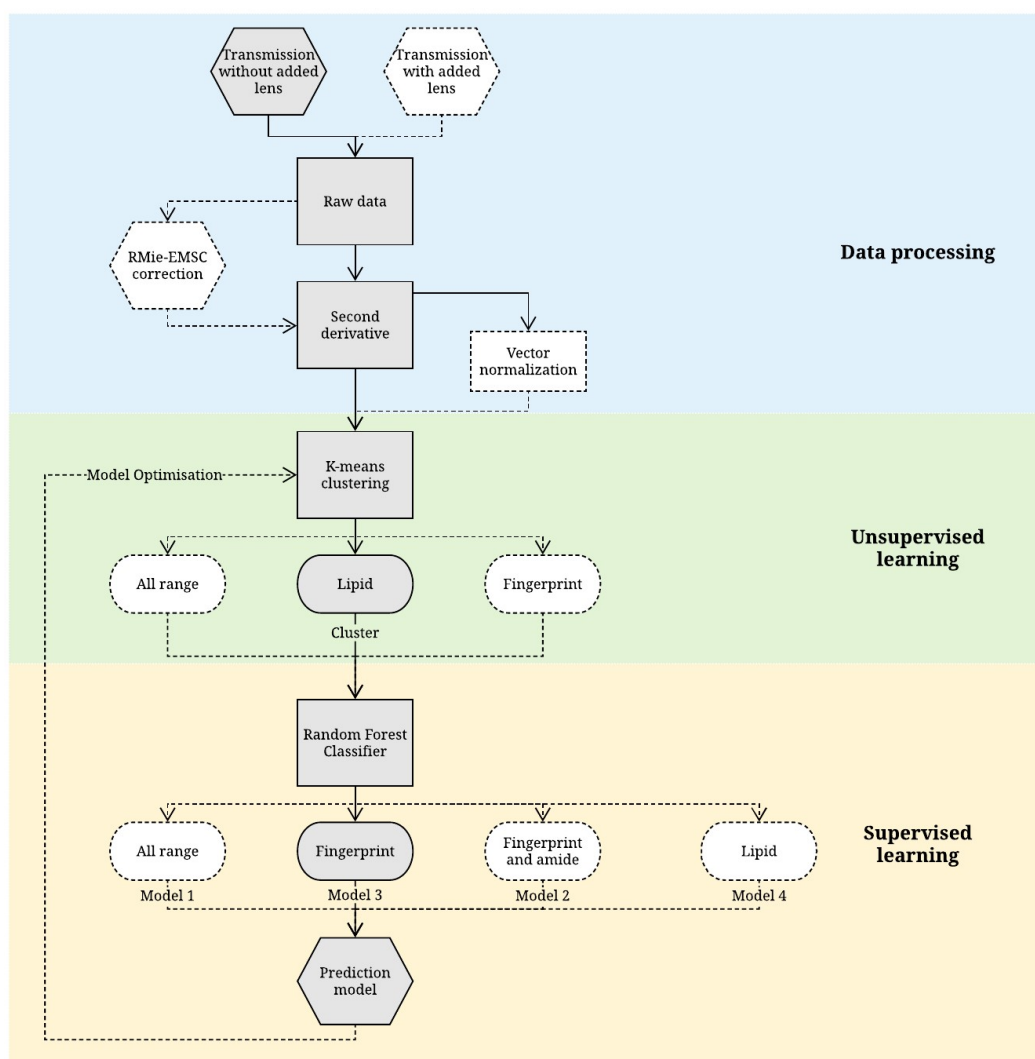 Transmission
without added
lens
Transmission
with added
lens
Raw data
RMie-EMSC
correction
Data processing
Second
derivative
Vector
normalization
K-means
clustering
Model Optimisation
Unsupervised
learning
All range
Lipid
Fingerprint
Cluster
Random Forest
Classifier
Supervised
learning
All range
Fingerprint
Fingerprint
and amide
Lipid
Model 1
Model 3
Model 2
Model 4
Prediction
model